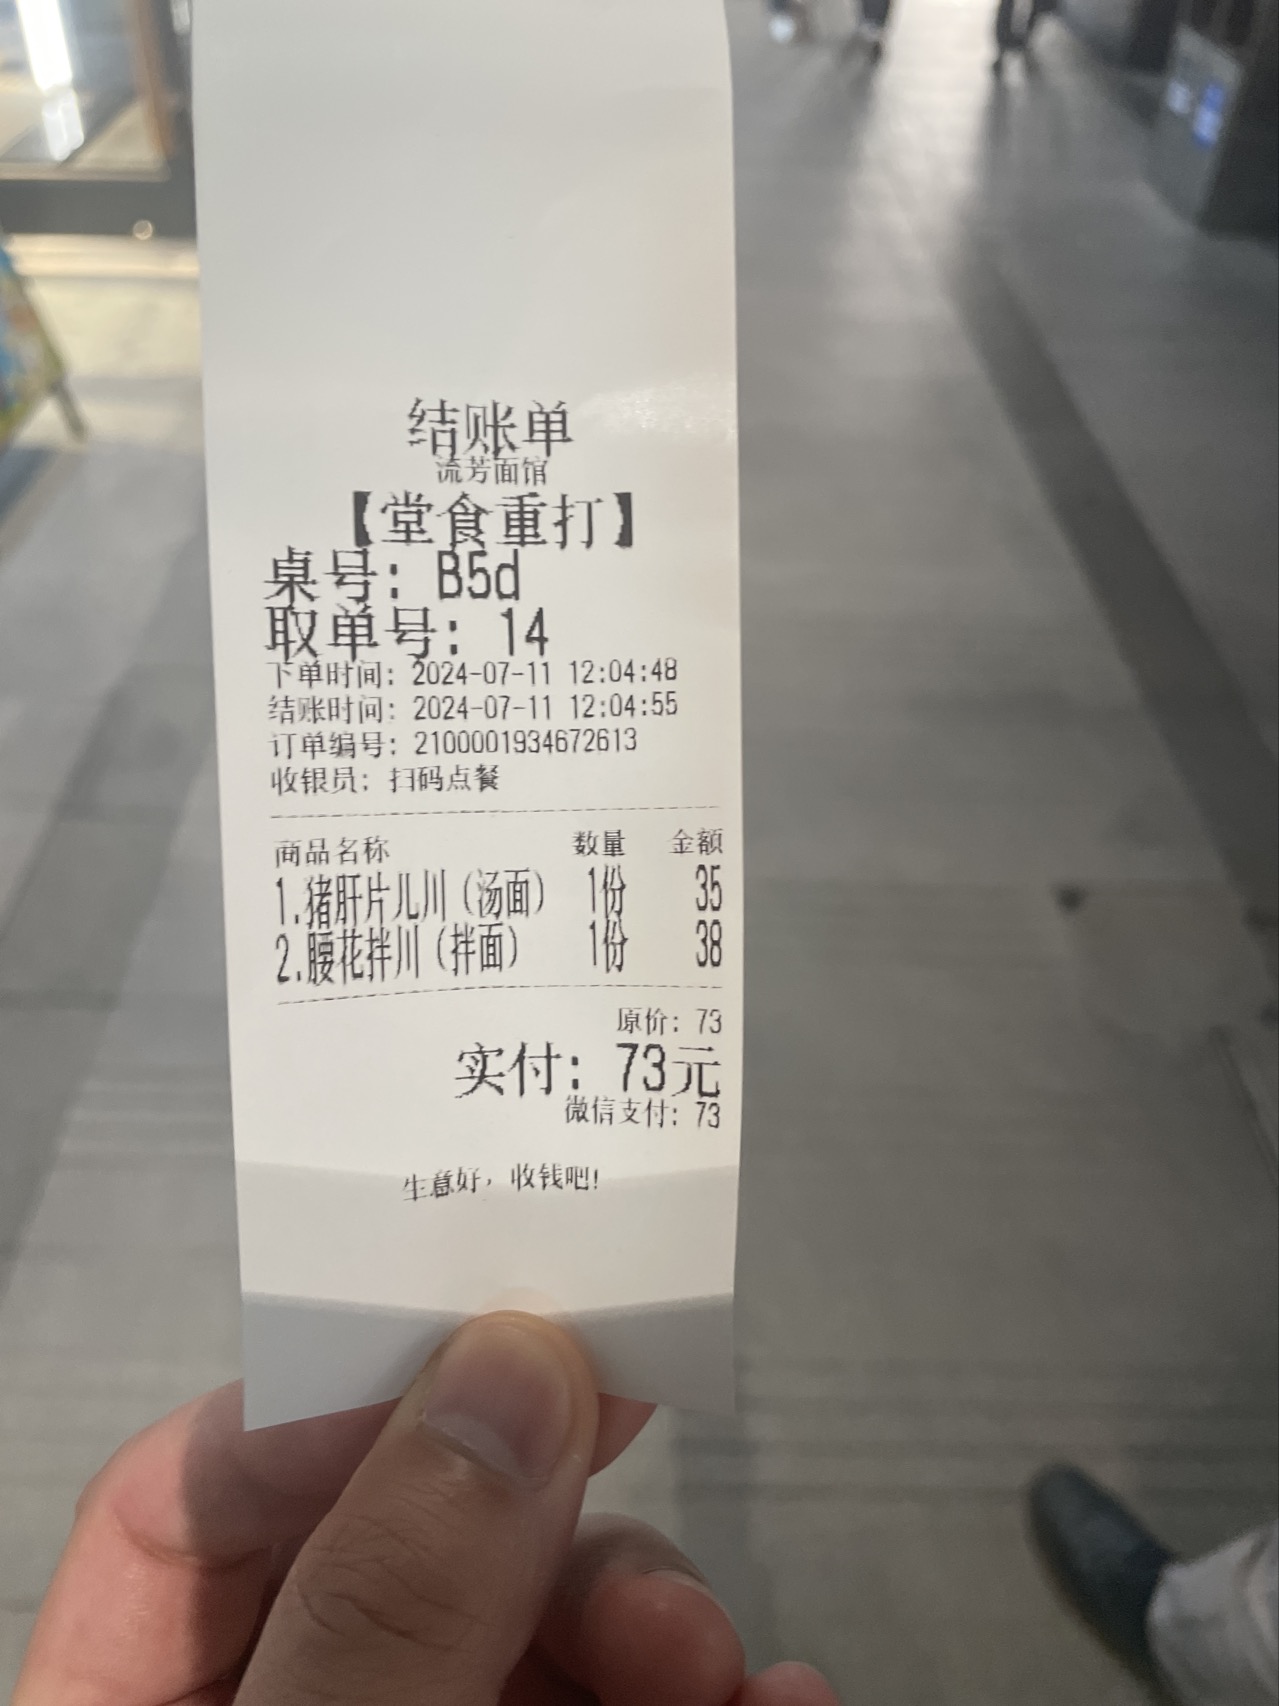 结账单
流芳面馆
【堂食重打】
桌号: B5d
取单号: 14
下单时间: 2024-07-11 12:04:48
结账时间: 2024-07-11 12:04:55
订单编号: 2100001934672613
收银员: 扫码点餐
商品名称 数量 金额
1.猪肝片儿川(汤面) 1份 35
2.腰花拌川(拌面) 1份 38
原价: 73
实付: 73元
微信支付: 73
生意好，收钱吧!